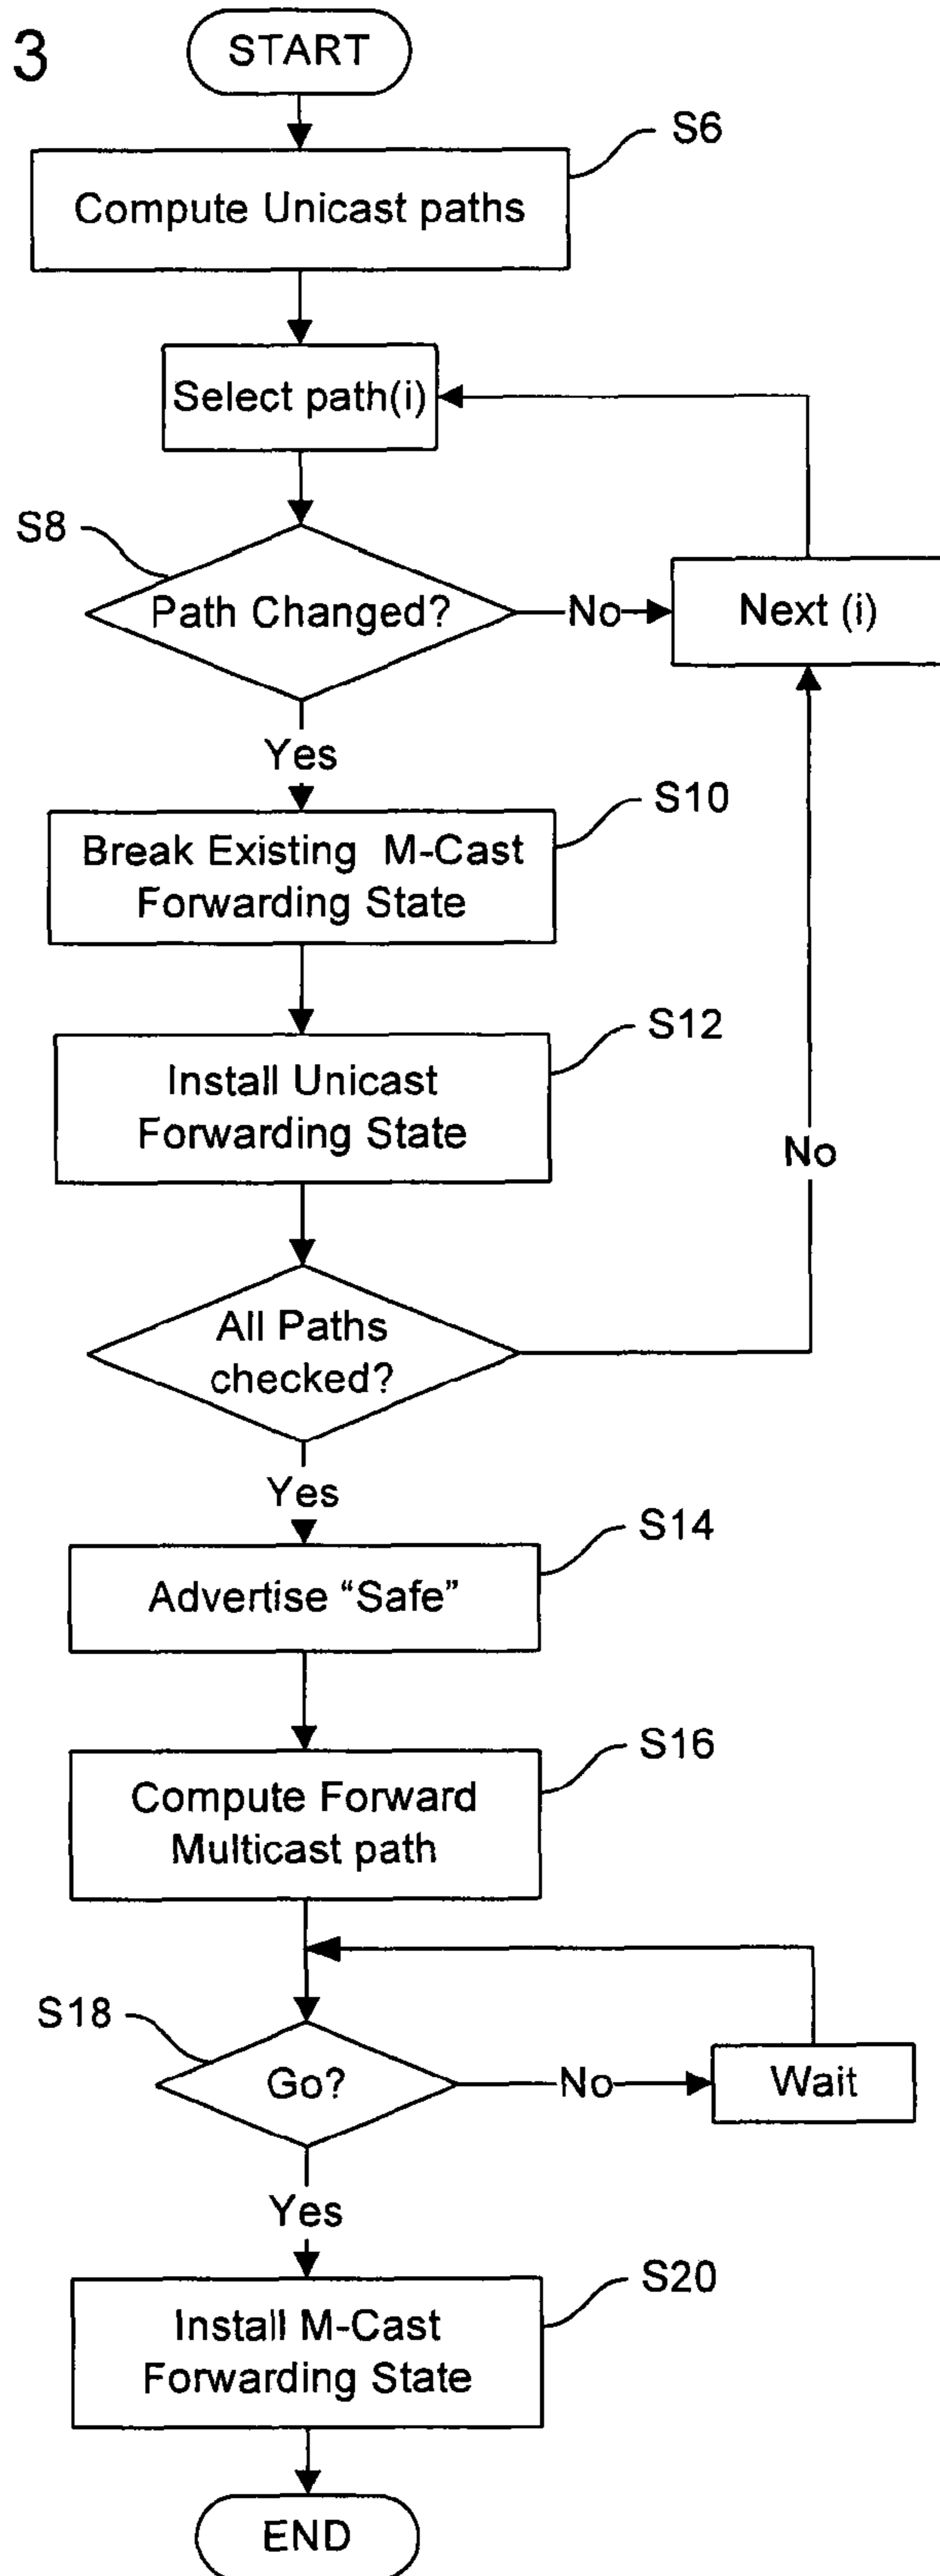 3
START
S6
Compute Unicast paths
Select path(i)
S8
Path Changed?
No
Next (i)
Yes
S10
Break Existing M-Cast
Forwarding State
S12
Install Unicast
Forwarding State
No
All Paths
checked?
Yes
S14
Advertise “Safe”
S16
Compute Forward
Multicast path
S18
Go?
No
Wait
Yes
S20
Install M-Cast
Forwarding State
END